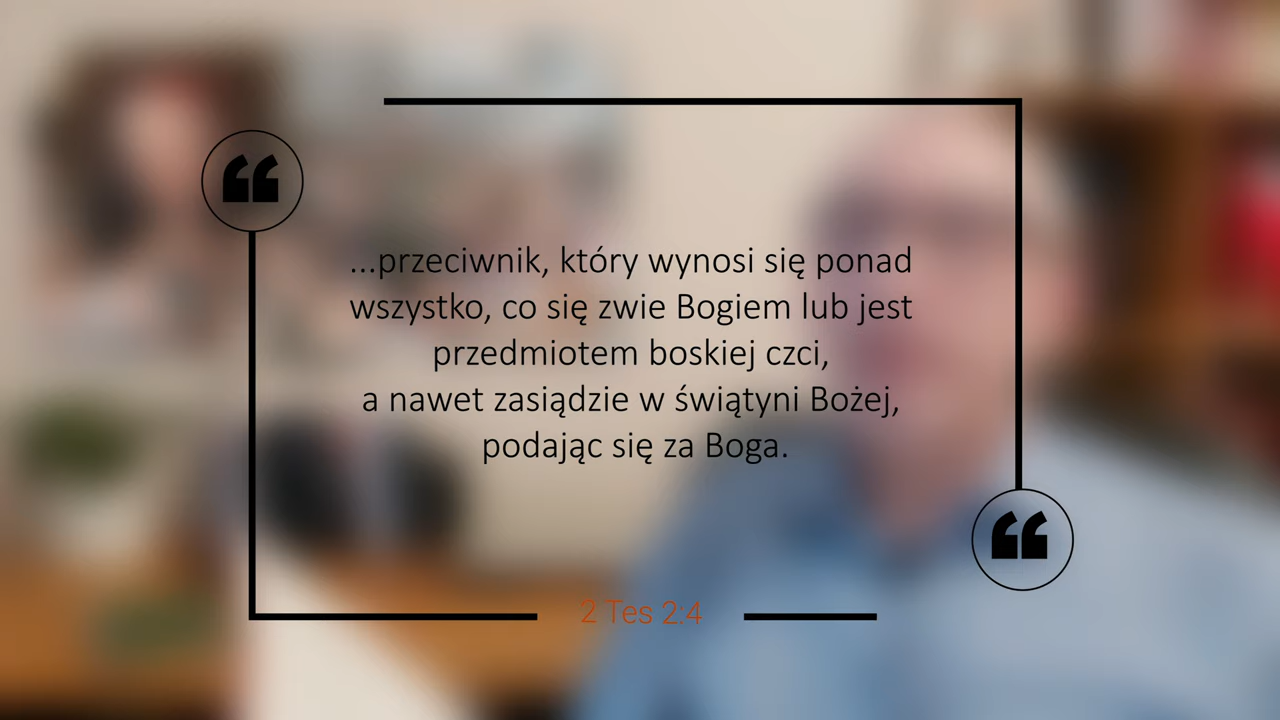 ...przeciwnik, który wynosi się ponad
wszystko, co się zwie Bogiem lub jest
przedmiotem boskiej czci,
a nawet zasiądzie w świątyni Bożej,
podając się za Boga.
2 Tes 2:4